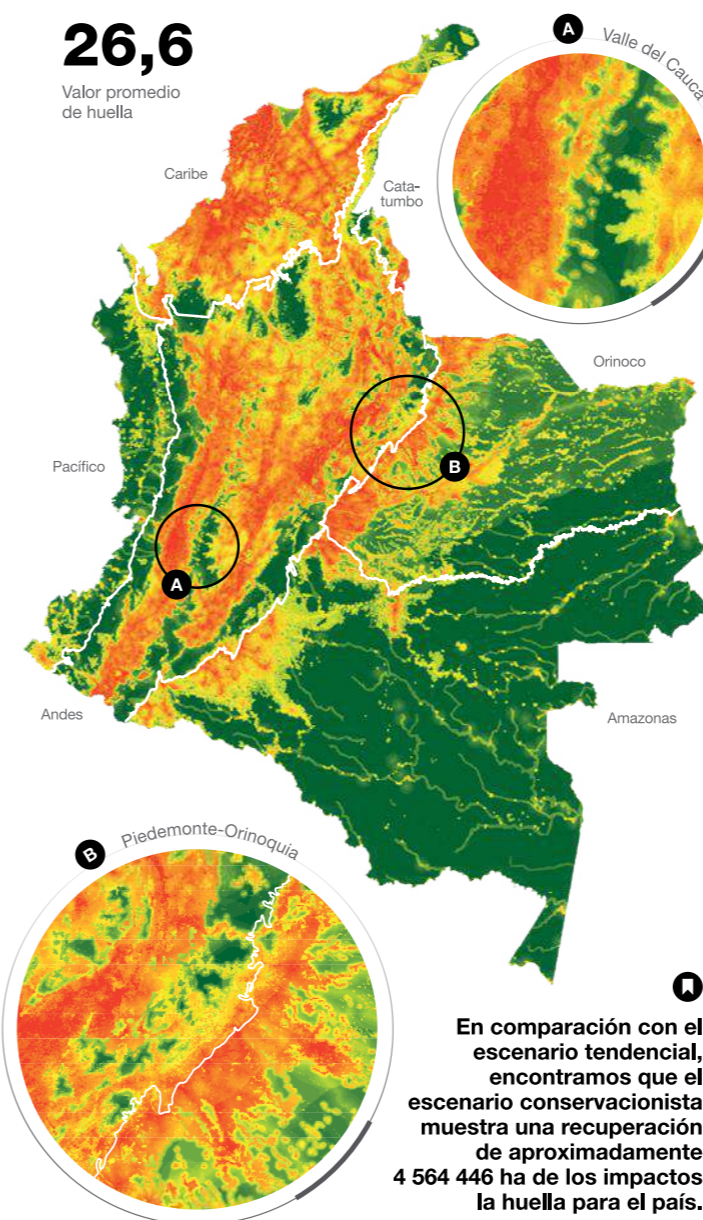 26,6
Valor promedio
de huella
A
Valle del Cauca
Caribe
Cata-
tumbo
Orinoco
Pacífico
B
A
Andes
Amazonas
B
Piedemonte-Orinoquia
En comparación con el
escenario tendencial,
encontramos que el
escenario conservacionista
muestra una recuperación
de aproximadamente
4 564 446 ha de los impactos
la huella para el país.